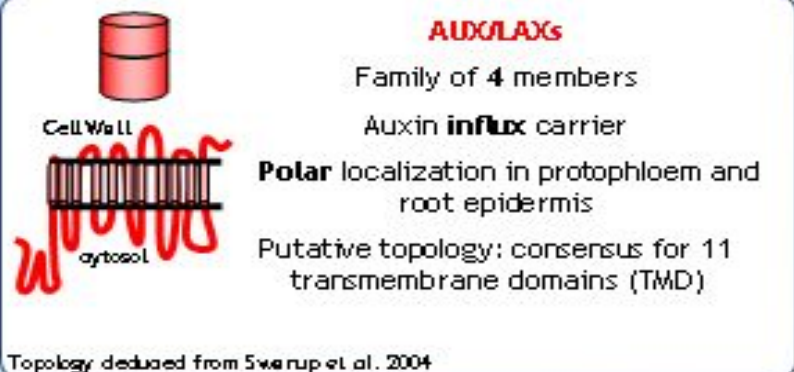 AUX/LAXs
Family of 4 members
Auxin influx carrier
Cell Wall
Polar localization in protophloem and
root epidermis
cytosol
Putative topology: consensus for 11
transmembrane domains (TMD)
Topology deduced from Swarup et al. 2004